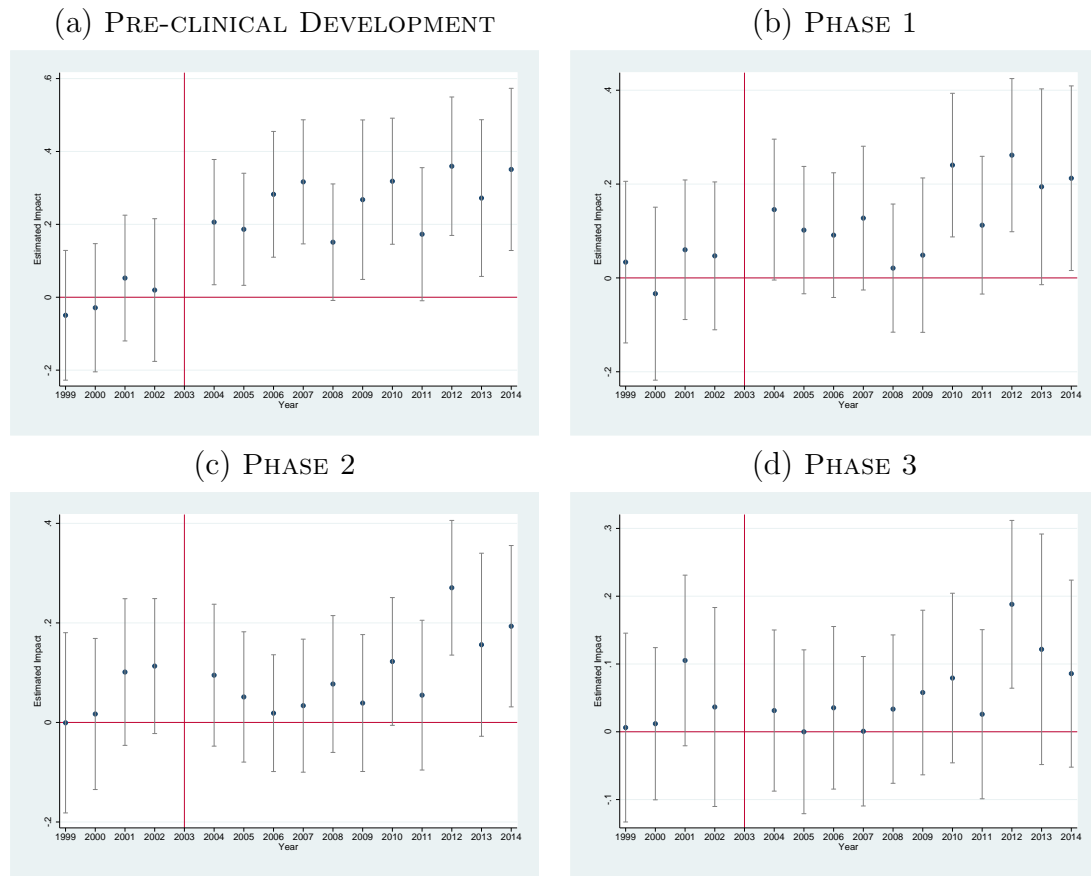 (a) PRE-CLINICAL DEVELOPMENT
.6
.4
.2
0
-.2
Estimated Impact
1999 2000 2001 2002 2003 2004 2005 2006 2007 2008 2009 2010 2011 2012 2013 2014
Year
(b) PHASE 1
.4
.2
0
-.2
Estimated Impact
1999 2000 2001 2002 2003 2004 2005 2006 2007 2008 2009 2010 2011 2012 2013 2014
Year
(c) PHASE 2
.4
.2
0
-.2
Estimated Impact
1999 2000 2001 2002 2003 2004 2005 2006 2007 2008 2009 2010 2011 2012 2013 2014
Year
(d) PHASE 3
.3
.2
.1
0
-.1
Estimated Impact
1999 2000 2001 2002 2003 2004 2005 2006 2007 2008 2009 2010 2011 2012 2013 2014
Year